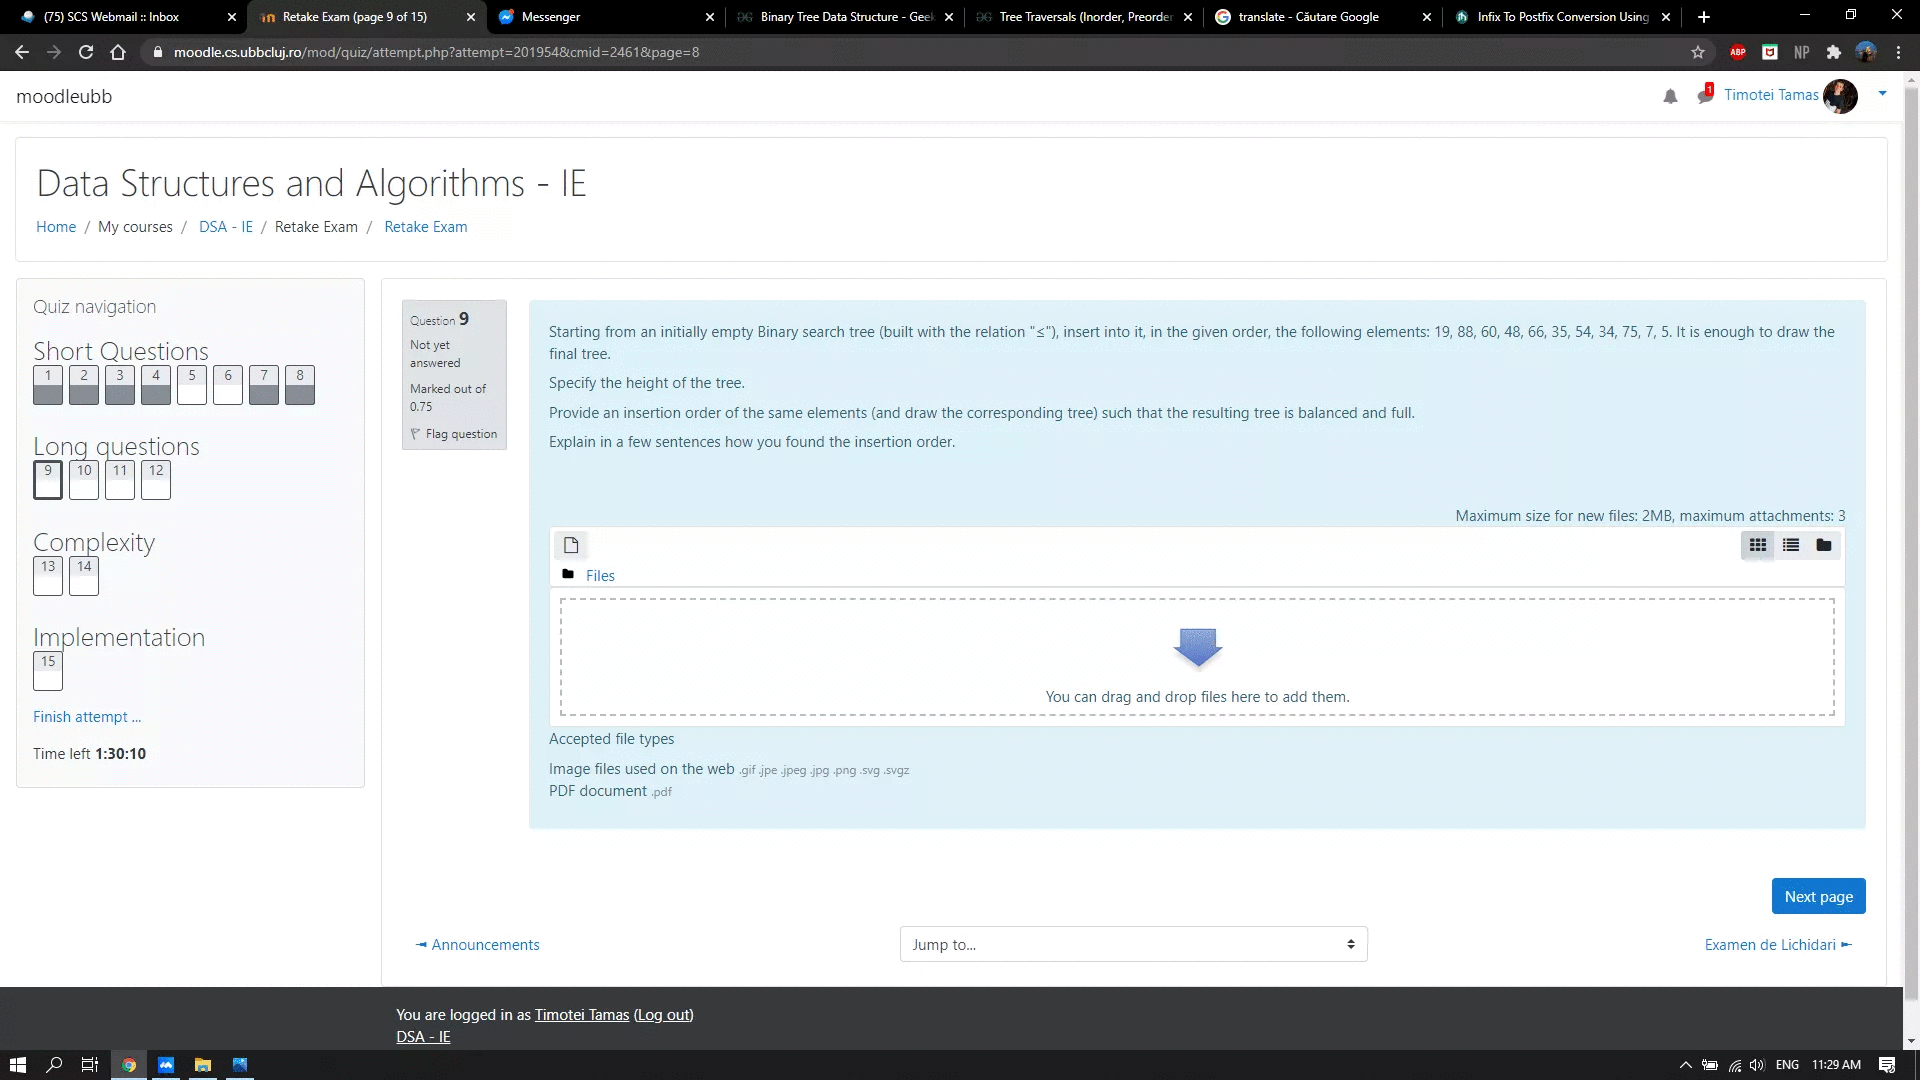 (75) SCS Webmail :: Inbox
Retake Exam (page 9 of 15)
Messenger
Binary Tree Data Structure - Geek
Tree Traversals (Inorder, Preorder
translate - Căutare Google
Infix To Postfix Conversion Using
moodle.cs.ubbcluj.ro/mod/quiz/attempt.php?attempt=201954&cmid=2461&page=8
ABP
NP
moodleubb
1
Timotei Tamas
Data Structures and Algorithms - IE
Home / My courses / DSA - IE / Retake Exam / Retake Exam
Quiz navigation
Short Questions
1 2 3 4 5 6 7 8
Long questions
9 10 11 12
Complexity
13 14
Implementation
15
Finish attempt ...
Time left 1:30:10
Question 9
Not yet
answered
Marked out of
0.75
Flag question
Starting from an initially empty Binary search tree (built with the relation "≤"), insert into it, in the given order, the following elements: 19, 88, 60, 48, 66, 35, 54, 34, 75, 7, 5. It is enough to draw the
final tree.
Specify the height of the tree.
Provide an insertion order of the same elements (and draw the corresponding tree) such that the resulting tree is balanced and full.
Explain in a few sentences how you found the insertion order.
Maximum size for new files: 2MB, maximum attachments: 3
Files
You can drag and drop files here to add them.
Accepted file types
Image files used on the web .gif .jpe .jpeg .jpg .png .svg .svgz
PDF document .pdf
Next page
◄ Announcements
Jump to...
Examen de Lichidari ►
You are logged in as Timotei Tamas (Log out)
DSA - IE
ENG
11:29 AM